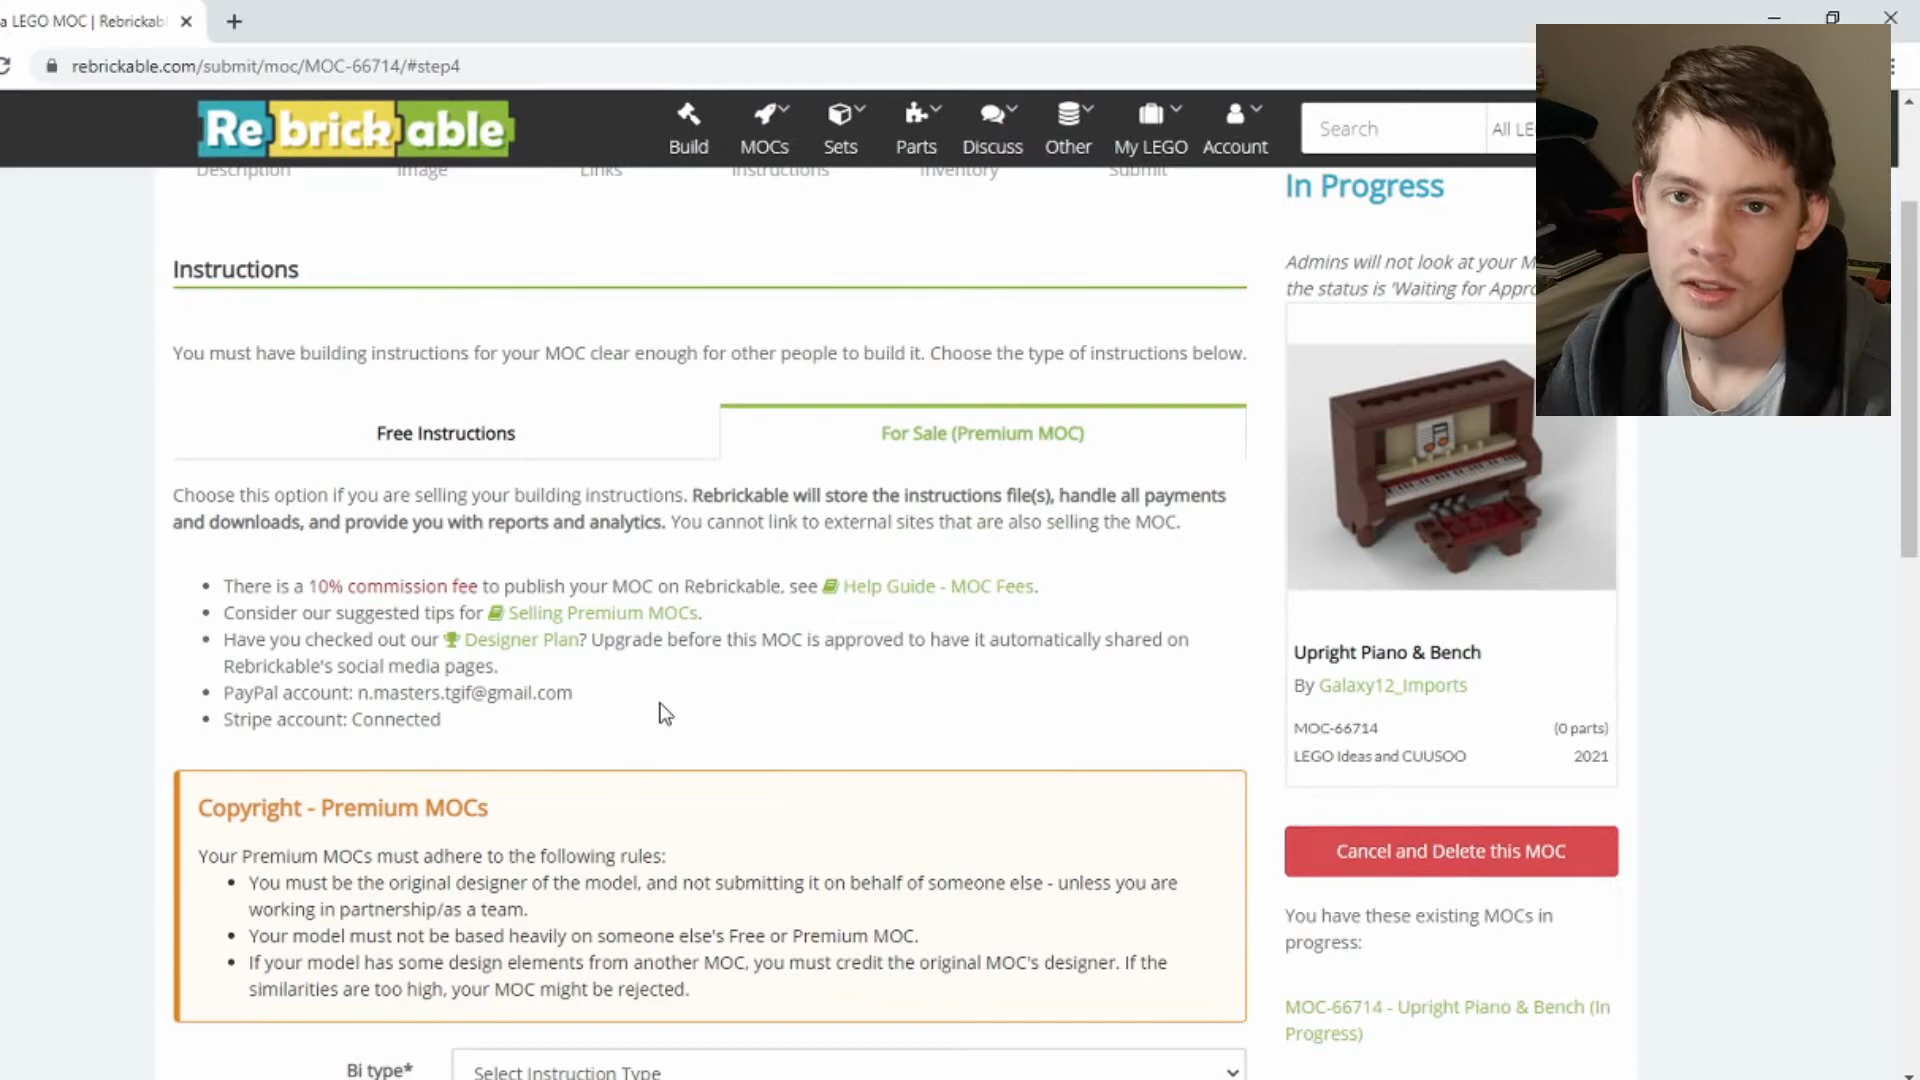 a LEGO MOC | Rebrickab
rebrickable.com/submit/moc/MOC-66714/#step4
Rebrickable
Build
MOCs
Sets
Parts
Discuss
Other
My LEGO
Account
Search
All LE
Description
Image
Links
Instructions
Inventory
Submit
Instructions
You must have building instructions for your MOC clear enough for other people to build it. Choose the type of instructions below.
Free Instructions
For Sale (Premium MOC)
Choose this option if you are selling your building instructions. Rebrickable will store the instructions file(s), handle all payments
and downloads, and provide you with reports and analytics. You cannot link to external sites that are also selling the MOC.
• There is a 10% commission fee to publish your MOC on Rebrickable, see Help Guide - MOC Fees.
• Consider our suggested tips for Selling Premium MOCs.
• Have you checked out our Designer Plan? Upgrade before this MOC is approved to have it automatically shared on
Rebrickable's social media pages.
• PayPal account: n.masters.tgif@gmail.com
• Stripe account: Connected
Copyright - Premium MOCs
Your Premium MOCs must adhere to the following rules:
• You must be the original designer of the model, and not submitting it on behalf of someone else - unless you are
working in partnership/as a team.
• Your model must not be based heavily on someone else's Free or Premium MOC.
• If your model has some design elements from another MOC, you must credit the original MOC's designer. If the
similarities are too high, your MOC might be rejected.
Bi type*
Select Instruction Type
In Progress
Admins will not look at your M
the status is 'Waiting for Appro
Upright Piano & Bench
By Galaxy12_Imports
MOC-66714
(0 parts)
LEGO Ideas and CUUSOO
2021
Cancel and Delete this MOC
You have these existing MOCs in
progress:
MOC-66714 - Upright Piano & Bench (In
Progress)